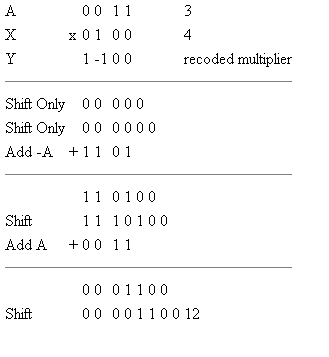 A 0 0 1 1 3
X x 0 1 0 0 4
Y 1 -1 0 0 recoded multiplier
Shift Only 0 0 0 0 0
Shift Only 0 0 0 0 0 0
Add -A + 1 1 0 1
1 1 0 1 0 0
Shift 1 1 1 0 1 0 0
Add A + 0 0 1 1
0 0 0 1 1 0 0
Shift 0 0 0 0 1 1 0 0 12